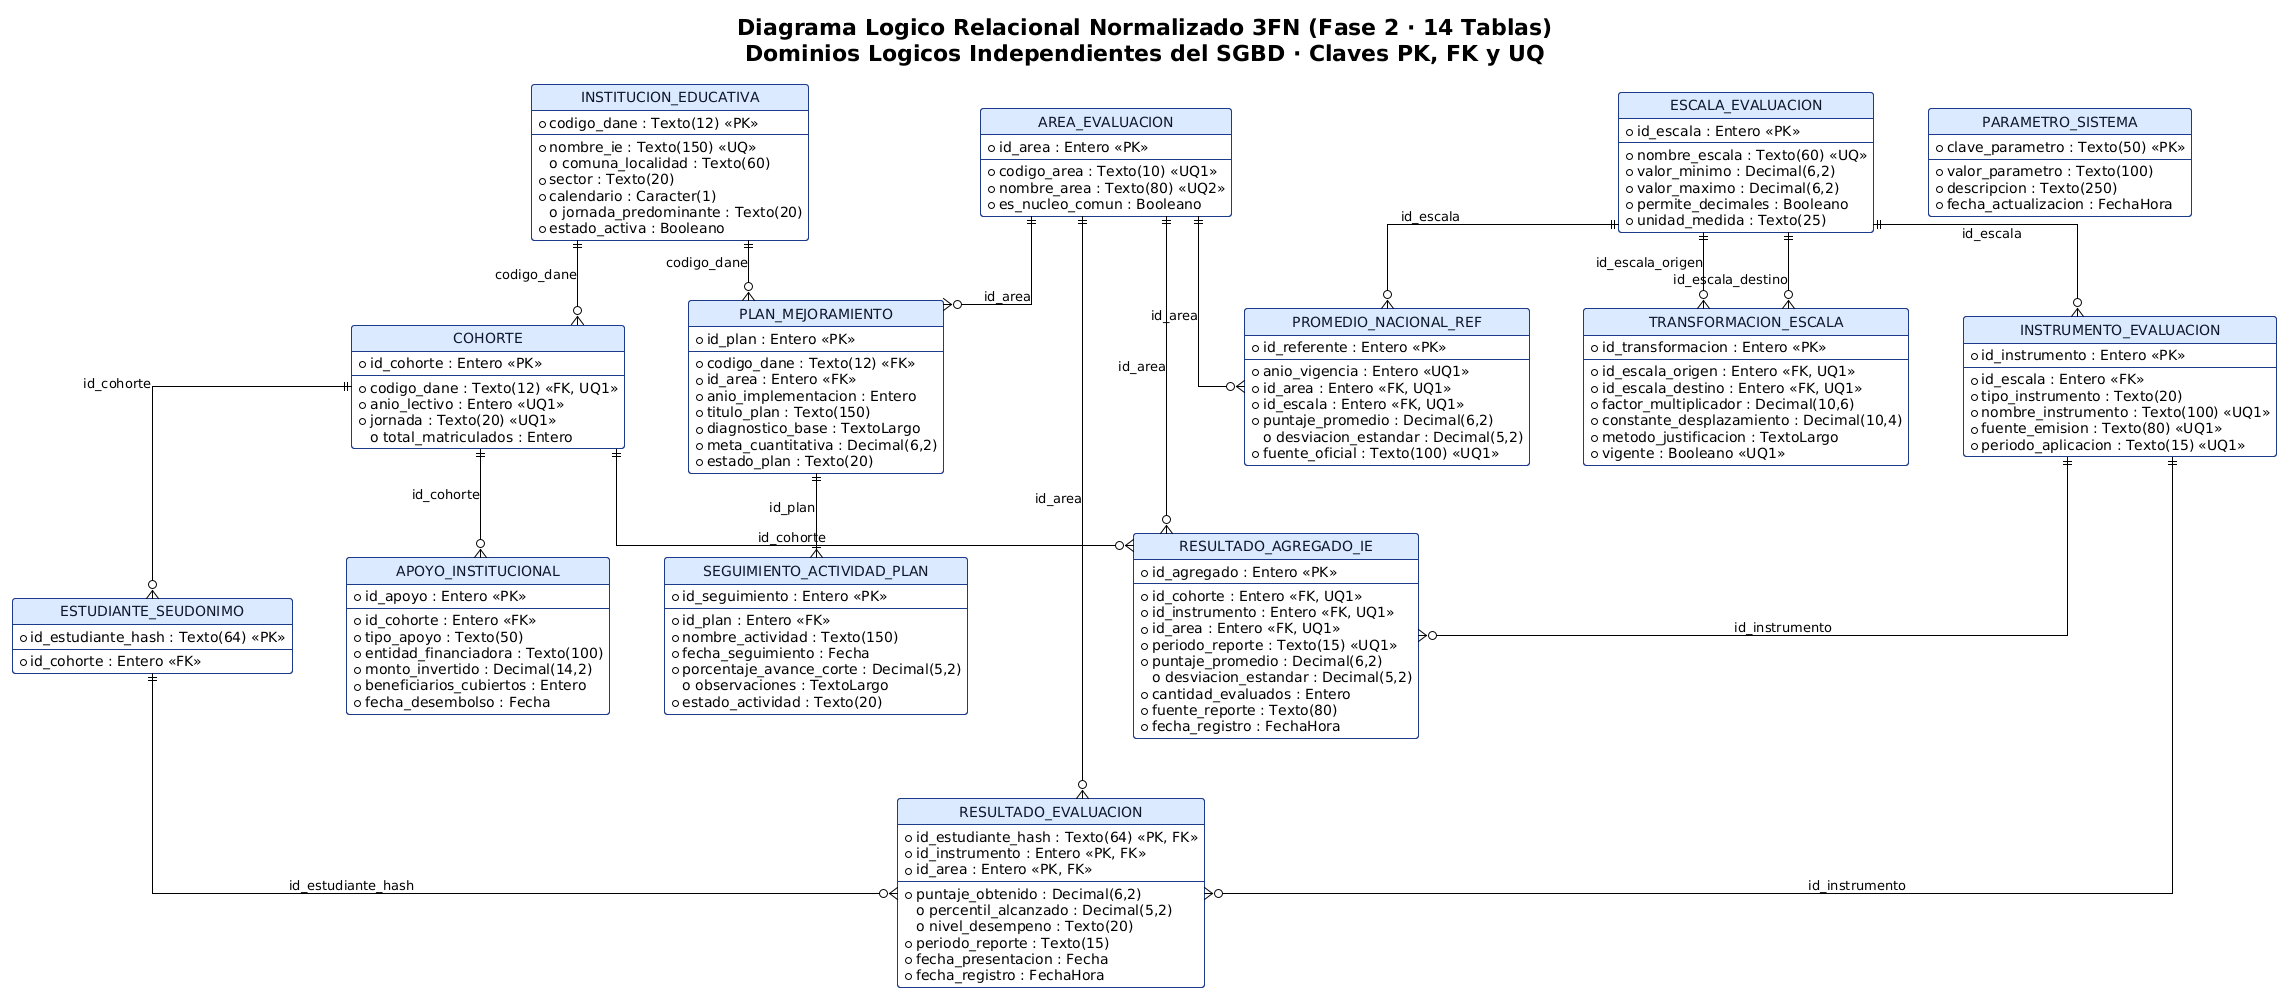 Diagrama Logico Relacional Normalizado 3FN (Fase 2 · 14 Tablas)
Dominios Logicos Independientes del SGBD · Claves PK, FK y UQ
INSTITUCION_EDUCATIVA
codigo_dane : Texto(12) «PK»
nombre_ie : Texto(150) «UQ»
o comuna_localidad : Texto(60)
sector : Texto(20)
calendario : Caracter(1)
o jornada_predominante : Texto(20)
estado_activa : Booleano
AREA_EVALUACION
id_area : Entero «PK»
codigo_area : Texto(10) «UQ1»
nombre_area : Texto(80) «UQ2»
es_nucleo_comun : Booleano
ESCALA_EVALUACION
id_escala : Entero «PK»
nombre_escala : Texto(60) «UQ»
valor_minimo : Decimal(6,2)
valor_maximo : Decimal(6,2)
permite_decimales : Booleano
unidad_medida : Texto(25)
PARAMETRO_SISTEMA
clave_parametro : Texto(50) «PK»
valor_parametro : Texto(100)
descripcion : Texto(250)
fecha_actualizacion : FechaHora
codigo_dane
codigo_dane
id_area
id_area
id_area
id_area
id_escala
id_escala_origen
id_escala_destino
id_escala
COHORTE
id_cohorte : Entero «PK»
codigo_dane : Texto(12) «FK, UQ1»
anio_lectivo : Entero «UQ1»
jornada : Texto(20) «UQ1»
o total_matriculados : Entero
PLAN_MEJORAMIENTO
id_plan : Entero «PK»
codigo_dane : Texto(12) «FK»
id_area : Entero «FK»
anio_implementacion : Entero
titulo_plan : Texto(150)
diagnostico_base : TextoLargo
meta_cuantitativa : Decimal(6,2)
estado_plan : Texto(20)
PROMEDIO_NACIONAL_REF
id_referente : Entero «PK»
anio_vigencia : Entero «UQ1»
id_area : Entero «FK, UQ1»
id_escala : Entero «FK, UQ1»
puntaje_promedio : Decimal(6,2)
o desviacion_estandar : Decimal(5,2)
fuente_oficial : Texto(100) «UQ1»
TRANSFORMACION_ESCALA
id_transformacion : Entero «PK»
id_escala_origen : Entero «FK, UQ1»
id_escala_destino : Entero «FK, UQ1»
factor_multiplicador : Decimal(10,6)
constante_desplazamiento : Decimal(10,4)
metodo_justificacion : TextoLargo
vigente : Booleano «UQ1»
INSTRUMENTO_EVALUACION
id_instrumento : Entero «PK»
id_escala : Entero «FK»
tipo_instrumento : Texto(20)
nombre_instrumento : Texto(100) «UQ1»
fuente_emision : Texto(80) «UQ1»
periodo_aplicacion : Texto(15) «UQ1»
id_cohorte
id_cohorte
id_plan
id_cohorte
ESTUDIANTE_SEUDONIMO
id_estudiante_hash : Texto(64) «PK»
id_cohorte : Entero «FK»
APOYO_INSTITUCIONAL
id_apoyo : Entero «PK»
id_cohorte : Entero «FK»
tipo_apoyo : Texto(50)
entidad_financiadora : Texto(100)
monto_invertido : Decimal(14,2)
beneficiarios_cubiertos : Entero
fecha_desembolso : Fecha
SEGUIMIENTO_ACTIVIDAD_PLAN
id_seguimiento : Entero «PK»
id_plan : Entero «FK»
nombre_actividad : Texto(150)
fecha_seguimiento : Fecha
porcentaje_avance_corte : Decimal(5,2)
o observaciones : TextoLargo
estado_actividad : Texto(20)
RESULTADO_AGREGADO_IE
id_agregado : Entero «PK»
id_cohorte : Entero «FK, UQ1»
id_instrumento : Entero «FK, UQ1»
id_area : Entero «FK, UQ1»
periodo_reporte : Texto(15) «UQ1»
puntaje_promedio : Decimal(6,2)
o desviacion_estandar : Decimal(5,2)
cantidad_evaluados : Entero
fuente_reporte : Texto(80)
fecha_registro : FechaHora
id_instrumento
id_estudiante_hash
id_instrumento
RESULTADO_EVALUACION
id_estudiante_hash : Texto(64) «PK, FK»
id_instrumento : Entero «PK, FK»
id_area : Entero «PK, FK»
puntaje_obtenido : Decimal(6,2)
o percentil_alcanzado : Decimal(5,2)
o nivel_desempeno : Texto(20)
periodo_reporte : Texto(15)
fecha_presentacion : Fecha
fecha_registro : FechaHora